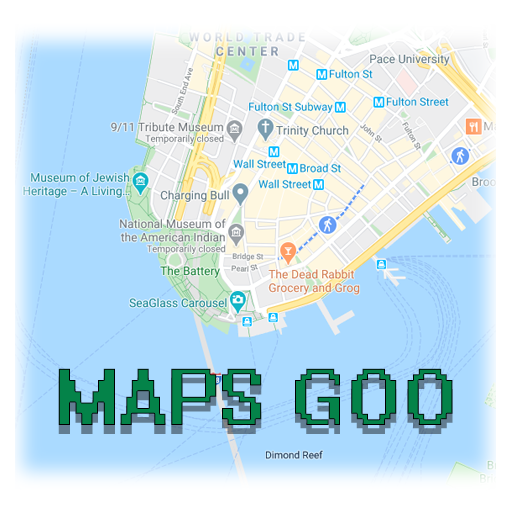 WORLD TRADE
CENTER
Pace University
Fulton St
South End Ave
Fulton St Subway
Fulton Street
9/11 Tribute Museum
Temporarily closed
Trinity Church
John St
Fulton St
Wall Street
Broad St
Museum of Jewish
Heritage – A Living...
Wall Street
Charging Bull
National Museum of
the American Indian
Temporarily closed
Bridge St
Pearl St
The Battery
The Dead Rabbit
Grocery and Grog
SeaGlass Carousel
MAPS GOO
Dimond Reef